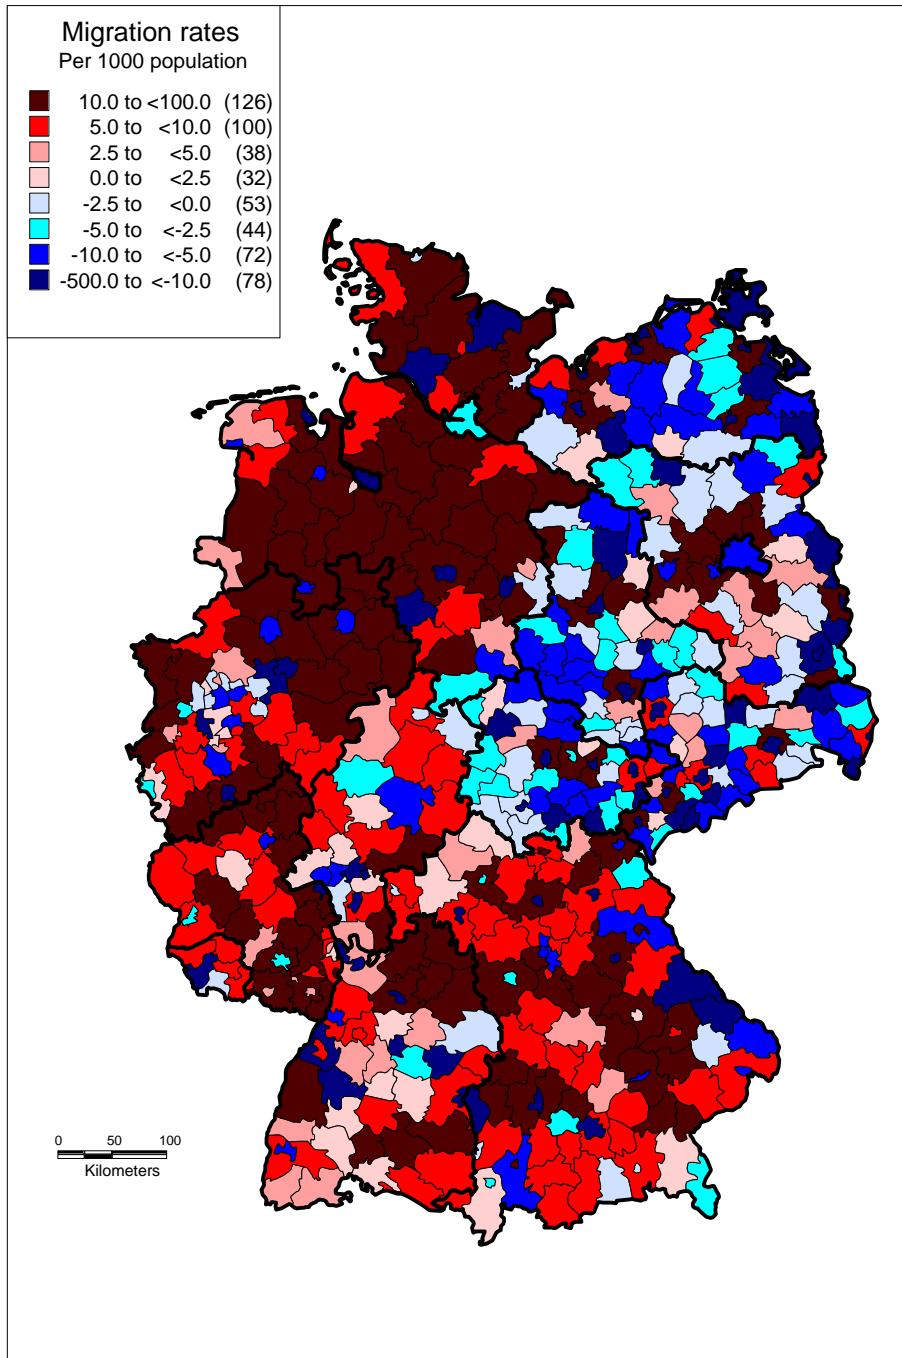 Migration rates
Per 1000 population
10.0 to <100.0 (126)
5.0 to <10.0 (100)
2.5 to <5.0 (38)
0.0 to <2.5 (32)
-2.5 to <0.0 (53)
-5.0 to <-2.5 (44)
-10.0 to <-5.0 (72)
-500.0 to <-10.0 (78)
0 50 100
Kilometers